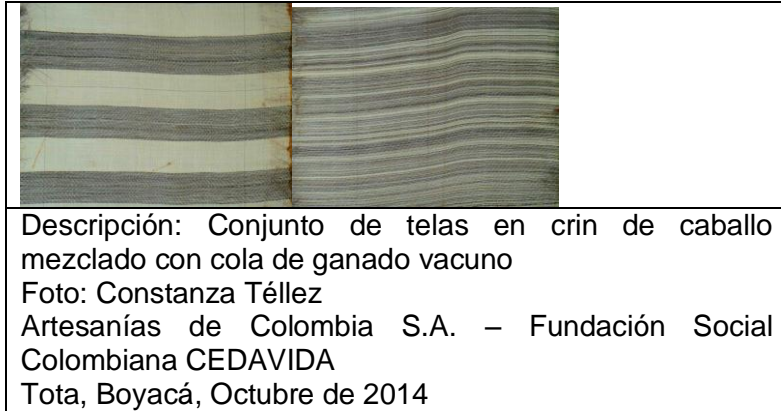 Descripción: Conjunto de telas en crin de caballo
mezclado con cola de ganado vacuno
Foto: Constanza Téllez
Artesanías de Colombia S.A. – Fundación Social
Colombiana CEDAVIDA
Tota, Boyacá, Octubre de 2014